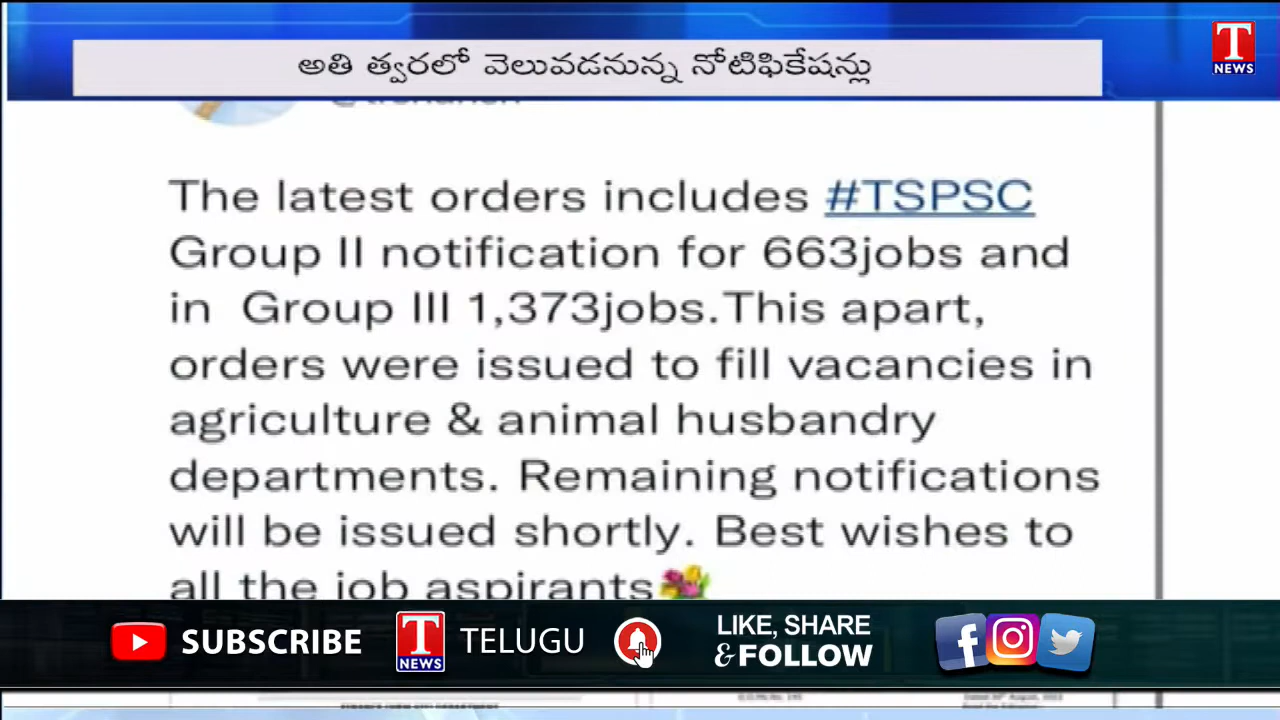 అతి త్వరలో వెలువడనున్న నోటిఫికేషన్లు
T
NEWS
The latest orders includes #TSPSC
Group II notification for 663jobs and
in Group III 1,373jobs.This apart,
orders were issued to fill vacancies in
agriculture & animal husbandry
departments. Remaining notifications
will be issued shortly. Best wishes to
all the job aspirants💐
SUBSCRIBE
T
NEWS
TELUGU
LIKE, SHARE
& FOLLOW